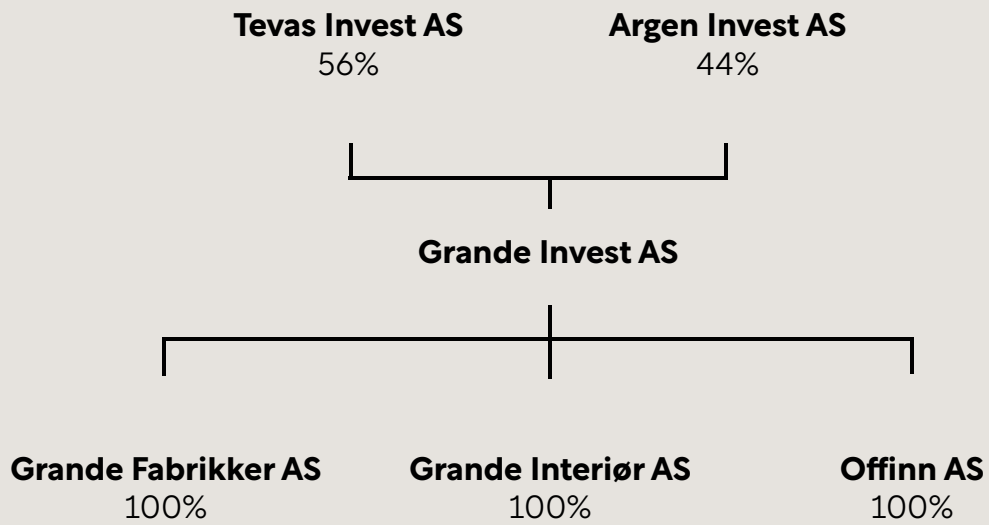 Tevas Invest AS
56%
Argen Invest AS
44%
Grande Invest AS
Grande Fabrikker AS
100%
Grande Interiør AS
100%
Offinn AS
100%